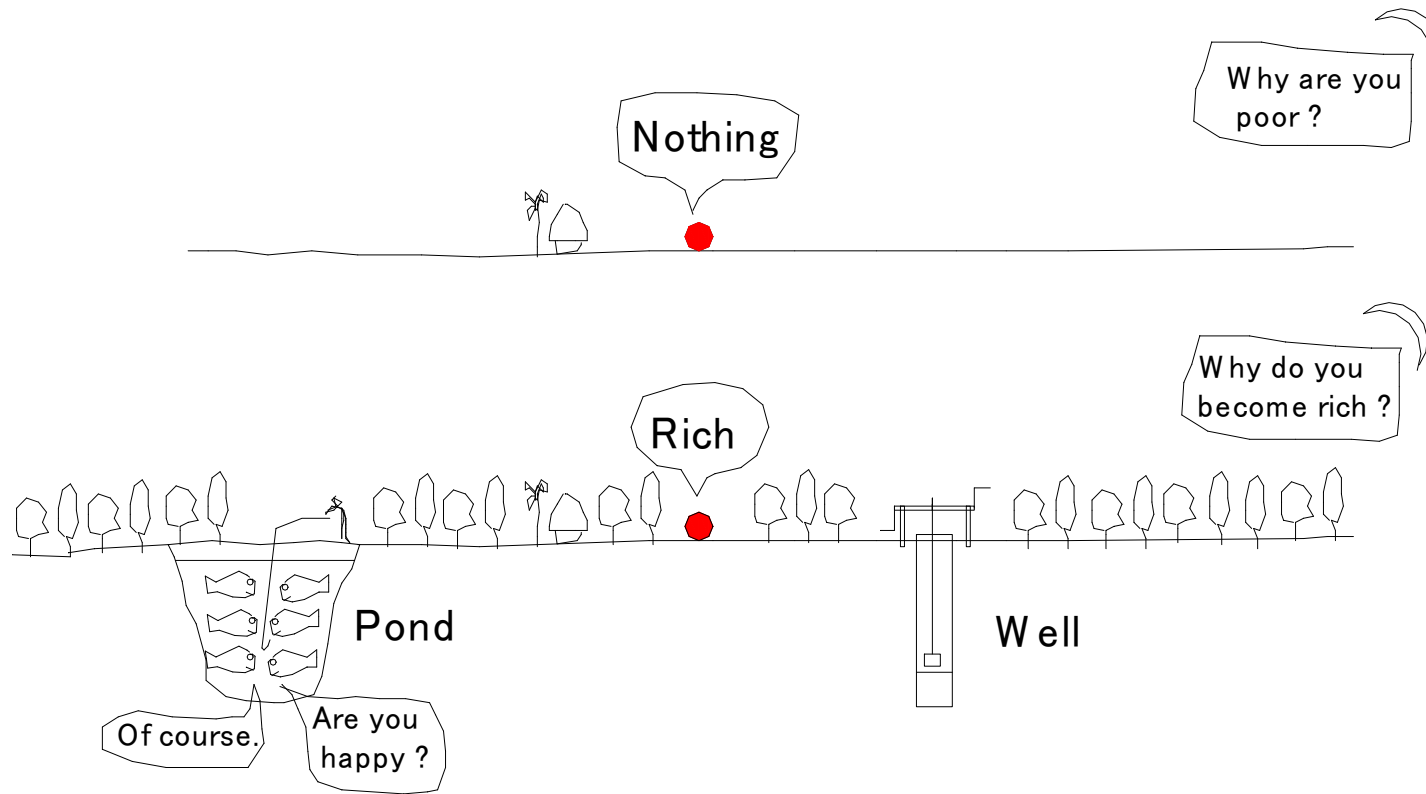 Why are you
poor ?
Nothing
Why do you
become rich ?
Rich
Pond
Well
Of course.
Are you
happy ?